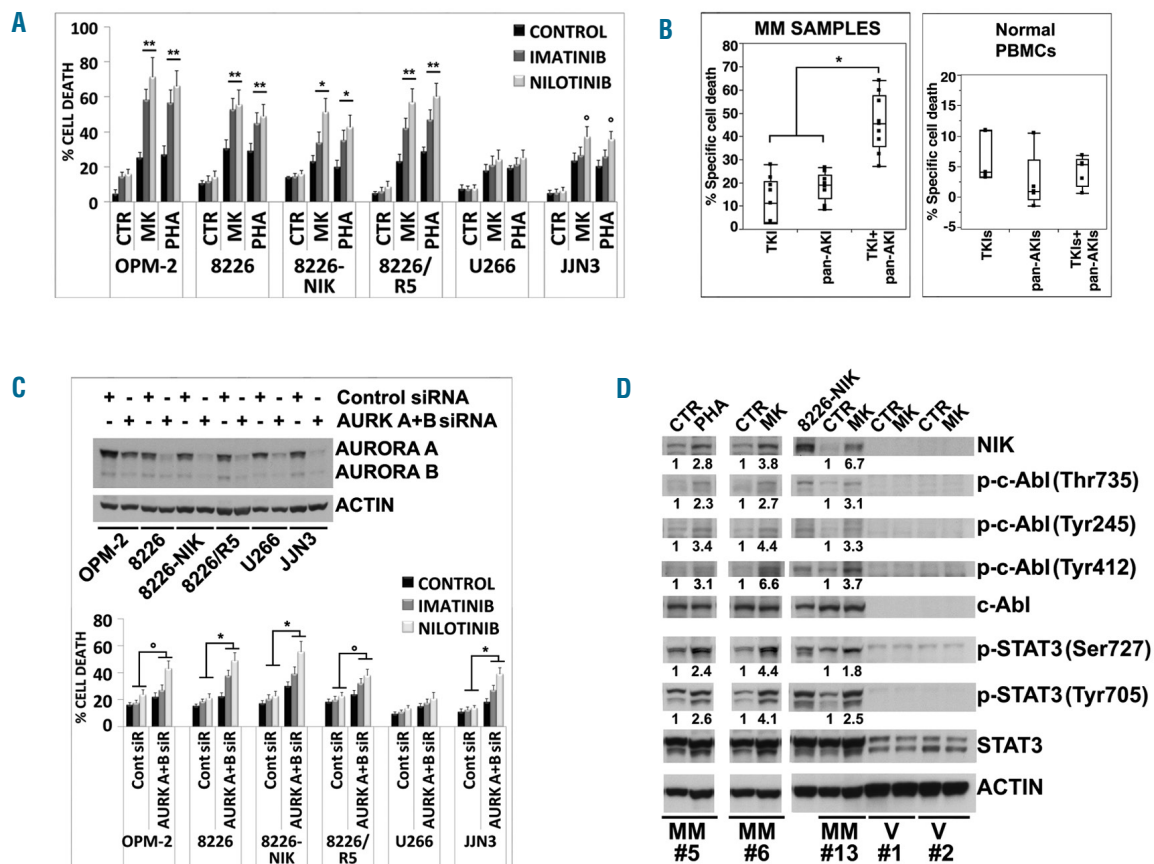 A
% CELL DEATH
100
80
60
40
20
0
CONTROL
IMATINIB
NILOTINIB
** ** ** ** * * ** ** ° °
CTR MK PHA CTR MK PHA CTR MK PHA CTR MK PHA CTR MK PHA CTR MK PHA
OPM-2 8226 8226-NIK 8226/R5 U266 JJN3
B
MM SAMPLES
% Specific cell death
80
70
60
50
40
30
20
10
0
*
TKI
pan-AKI
TKI+
pan-AKI
Normal
PBMCs
% Specific cell death
20
15
10
5
0
-5
TKIs
pan-AKIs
TKIs+
pan-AKIs
C
+ - + - + - + - + - + - Control siRNA
- + - + - + - + - + - + AURK A+B siRNA
AURORA A
AURORA B
ACTIN
OPM-2 8226 8226-NIK 8226/R5 U266 JJN3
CONTROL
IMATINIB
NILOTINIB
% CELL DEATH
80
60
40
20
0
° * * ° *
Cont siR AURK A+B siR Cont siR AURK A+B siR Cont siR AURK A+B siR Cont siR AURK A+B siR Cont siR AURK A+B siR Cont siR AURK A+B siR
OPM-2 8226 8226-NIK 8226/R5 U266 JJN3
D
CTR PHA CTR MK 8226-NIK CTR MK CTR MK CTR MK
NIK
1 2.8 1 3.8 1 6.7
p-c-Abl (Thr735)
1 2.3 1 2.7 1 3.1
p-c-Abl (Tyr245)
1 3.4 1 4.4 1 3.3
p-c-Abl (Tyr412)
1 3.1 1 6.6 1 3.7
c-Abl
p-STAT3 (Ser727)
1 2.4 1 4.4 1 1.8
p-STAT3 (Tyr705)
1 2.6 1 4.1 1 2.5
STAT3
ACTIN
MM MM MM V V
#5 #6 #13 #1 #2